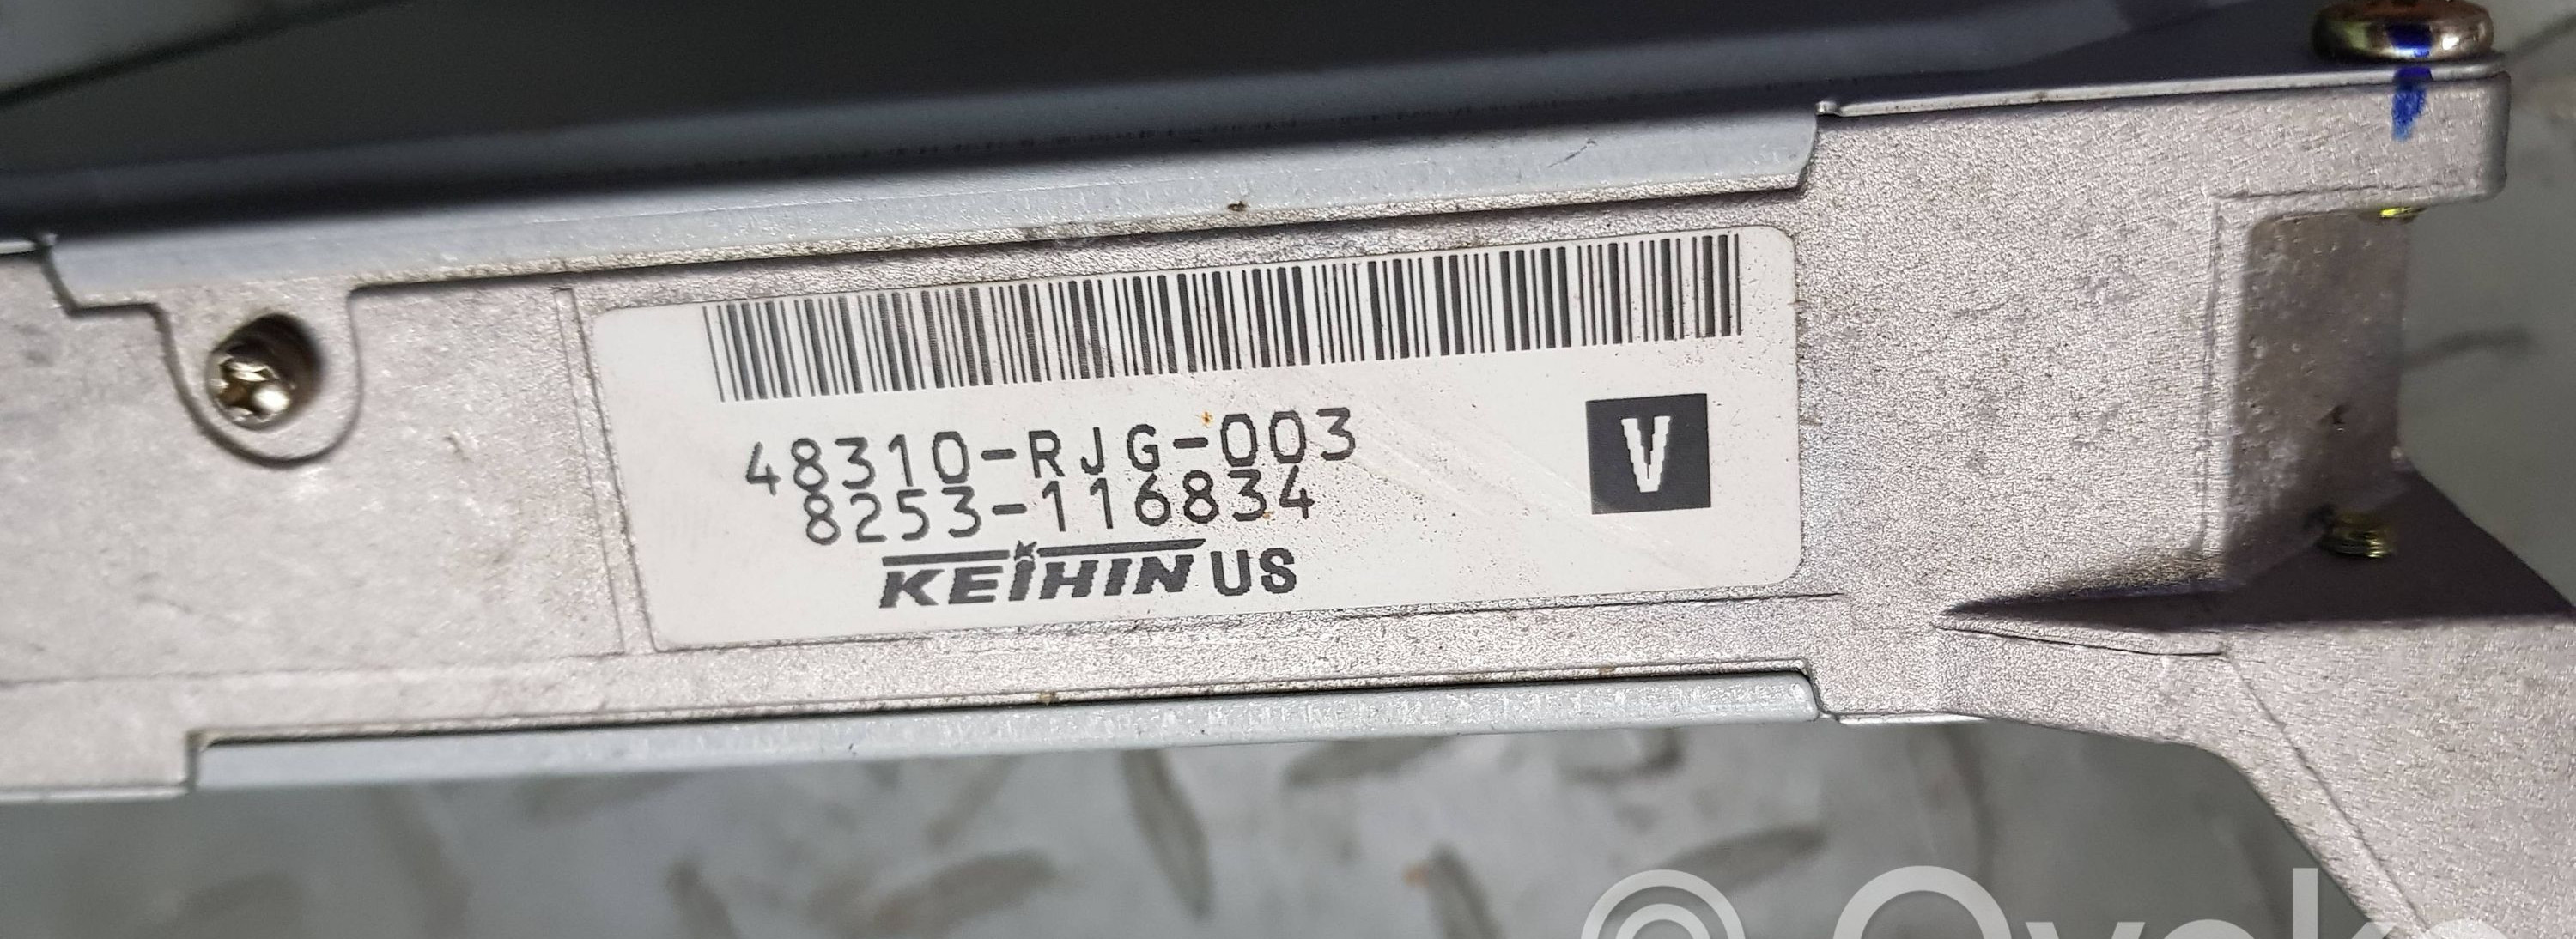 48310-RJG-003
8253-116834
V
KEIHIN US